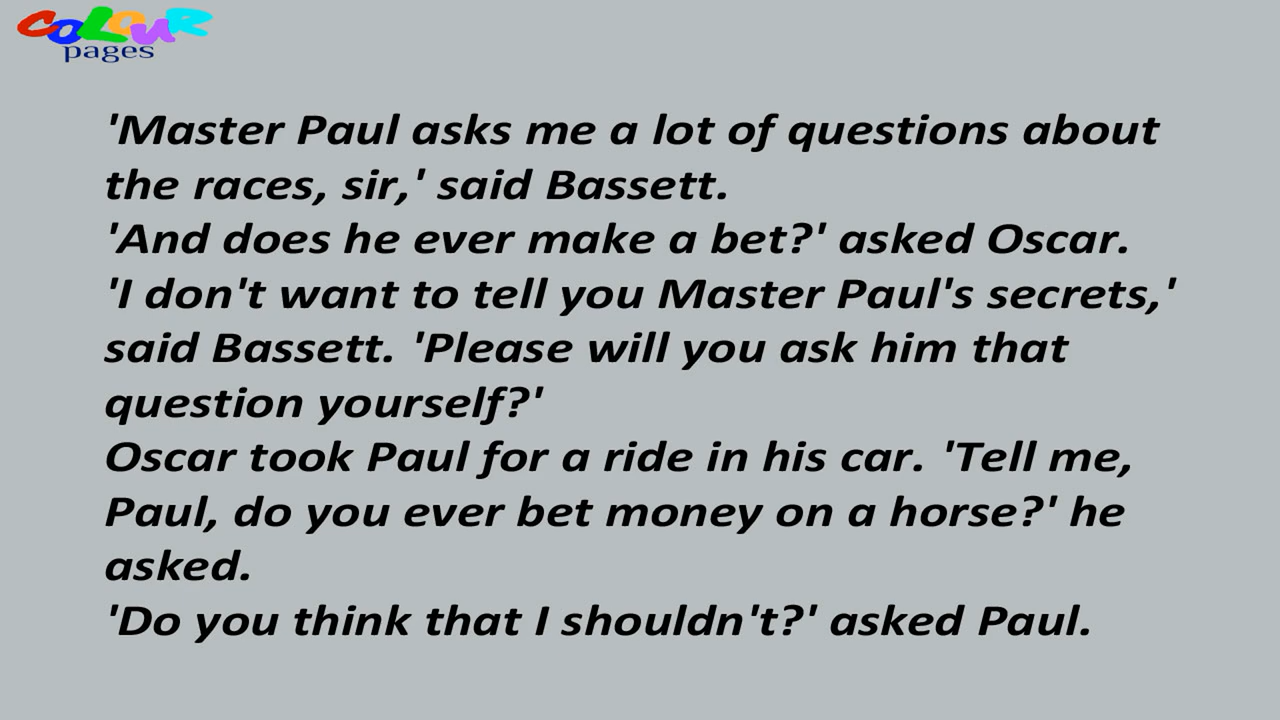 COLOUR
pages
'Master Paul asks me a lot of questions about
the races, sir,' said Bassett.
'And does he ever make a bet?' asked Oscar.
'I don't want to tell you Master Paul's secrets,'
said Bassett. 'Please will you ask him that
question yourself?'
Oscar took Paul for a ride in his car. 'Tell me,
Paul, do you ever bet money on a horse?' he
asked.
'Do you think that I shouldn't?' asked Paul.